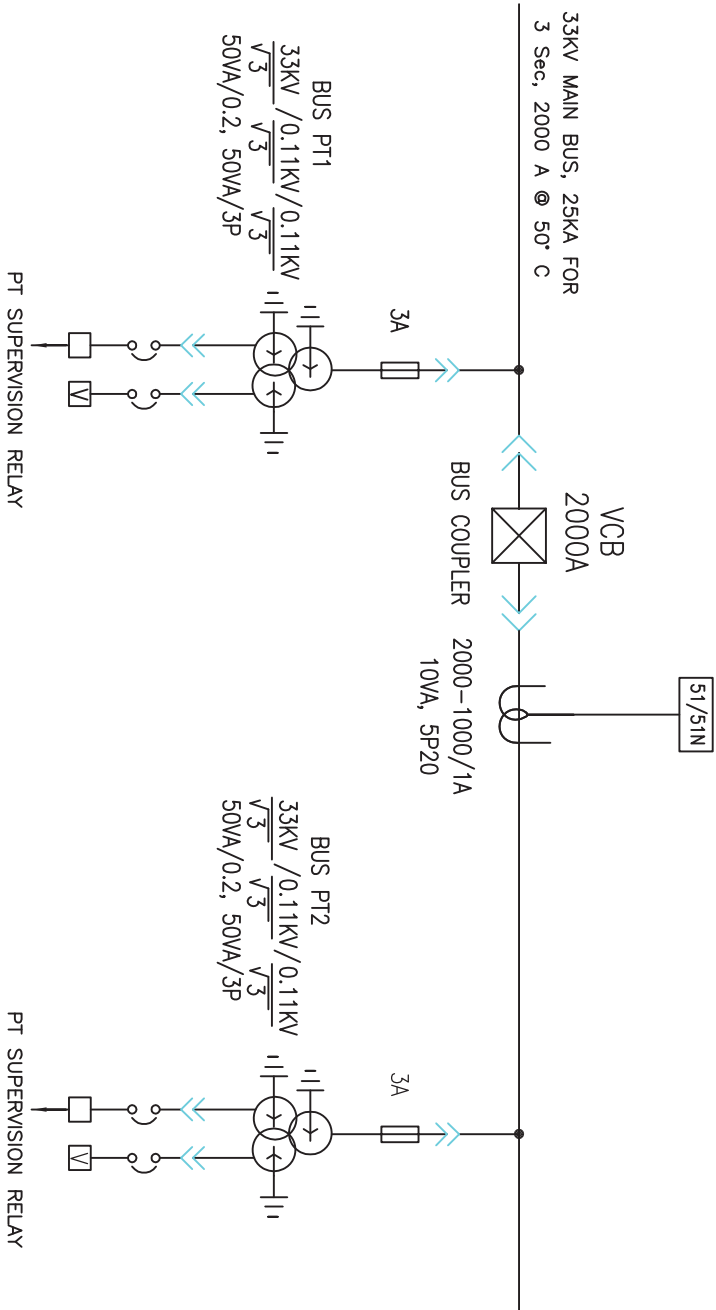 33KV MAIN BUS, 25KA FOR
3 Sec, 2000 A @ 50° C
VCB
2000A
BUS COUPLER
51/51N
2000-1000/1A
10VA, 5P20
BUS PT1
33KV /0.11KV/0.11KV
√3 √3 √3
50VA/0.2, 50VA/3P
3A
V
PT SUPERVISION RELAY
BUS PT2
33KV /0.11KV/0.11KV
√3 √3 √3
50VA/0.2, 50VA/3P
3A
V
PT SUPERVISION RELAY